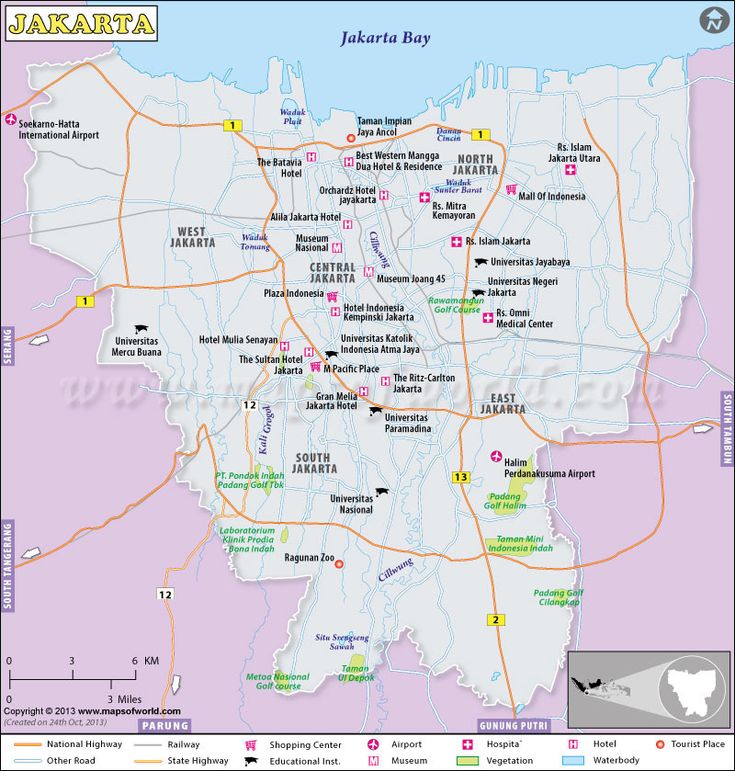 JAKARTA
N
Jakarta Bay
Soekarno-Hatta
International Airport
1
Waduk
Pluit
Taman Impian
Jaya Ancol
Danau
Cincin
1
The Batavia
Hotel
Best Western Mangga
Dua Hotel & Residence
NORTH
JAKARTA
Rs. Islam
Jakarta Utara
Orchardz Hotel
jayakarta
Waduk
Sunter Barat
Rs. Mitra
Kemayoran
Mall Of Indonesia
Alila Jakarta Hotel
WEST
JAKARTA
Waduk
Tomang
Museum
Nasional
Ciliwung
Rs. Islam Jakarta
Universitas Jayabaya
CENTRAL
JAKARTA
Museum Joang 45
Universitas Negeri
Jakarta
Plaza Indonesia
Rawamangun
Golf Course
1
Hotel Indonesia
Kempinski Jakarta
Rs. Omni
Medical Center
SERANG
Universitas
Mercu Buana
Hotel Mulia Senayan
Universitas Katolik
Indonesia Atma Jaya
The Sultan Hotel
Jakarta
M Pacific Place
The Ritz-Carlton
Jakarta
www.mapsofworld.com
Gran Melia
Jakarta Hotel
12
EAST
JAKARTA
SOUTH TAMBUN
Kali Grogol
Universitas
Paramadina
SOUTH
JAKARTA
Halim
Perdanakusuma Airport
13
PT. Pondok Indah
Padang Golf Tbk
Universitas
Nasional
Padang
Golf Halim
Laboratorium
Klinik Prodia
- Bona Indah
Taman Mini
Indonesia Indah
SOUTH TANGERANG
Ragunan Zoo
Ciliwung
12
Padang Golf
Cilangkap
2
Situ Srengseng
Sawah
0 3 6 KM
0 3 Miles
Metoa Nasional
Golf course
Taman
UI Depok
Copyright © 2013 www.mapsofworld.com
(Created on 24th Oct, 2013)
PARUNG
GUNUNG PUTRI
National Highway
Railway
Shopping Center
Airport
Hospita`
Hotel
Tourist Place
Other Road
State Highway
Educational Inst.
Museum
Vegetation
Waterbody